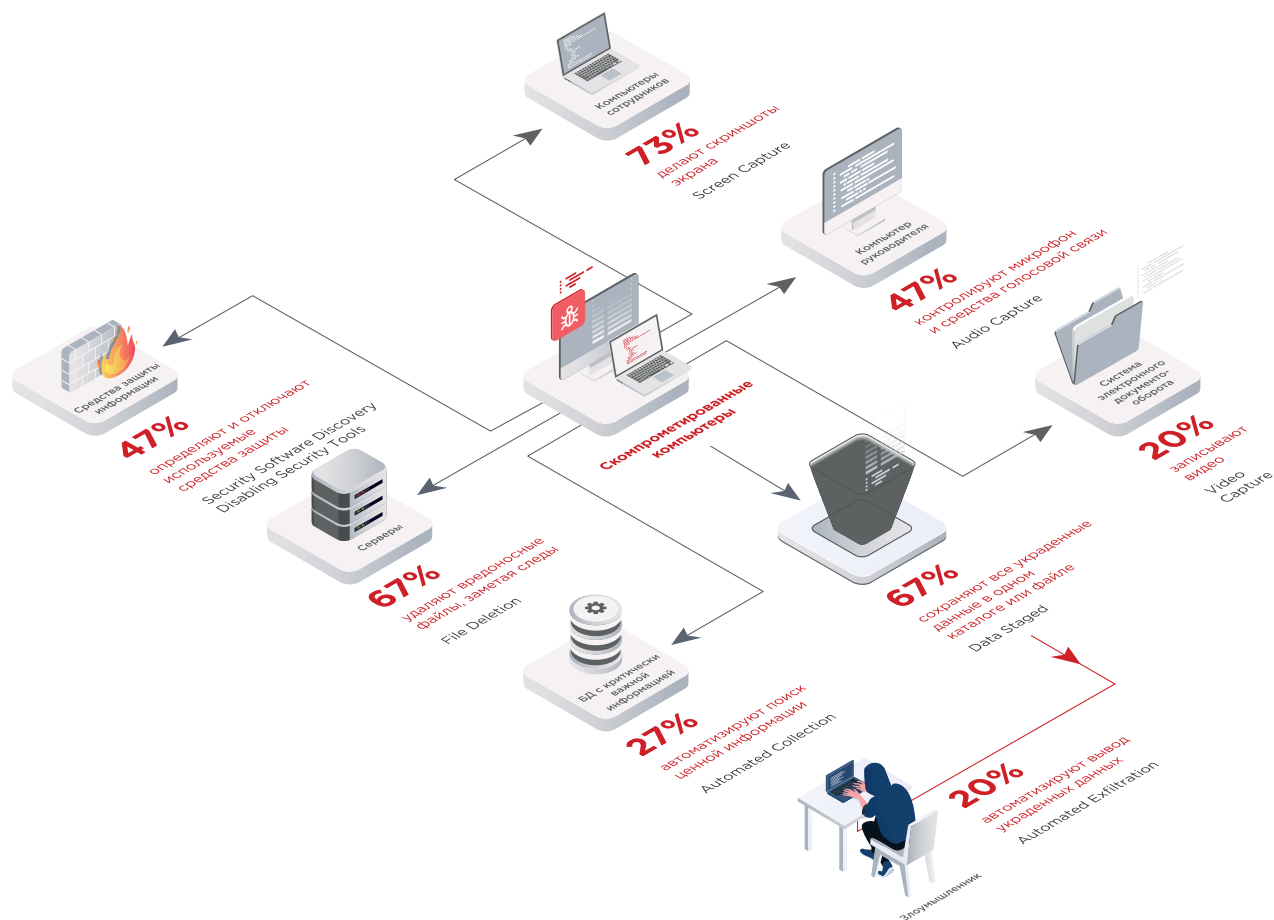 Компьютеры
сотрудников
73%
делают скриншоты
экрана
Screen Capture
Компьютер
руководителя
47%
контролируют микрофон
и средства голосовой связи
Audio Capture
Система
электронного
документо-
оборота
20%
записывают
видео
Video
Capture
Средства защиты
информации
47%
определяют и отключают
используемые
средства защиты
Security Software Discovery
Disabling Security Tools
Скомпрометированные
компьютеры
Серверы
67%
удаляют вредоносные
файлы, заметая следы
File Deletion
67%
сохраняют все украденные
данные в одном
каталоге или файле
Data Staged
БД с критически
важной
информацией
27%
автоматизируют поиск
ценной информации
Automated Collection
20%
автоматизируют вывод
украденных данных
Automated Exfiltration
Злоумышленник